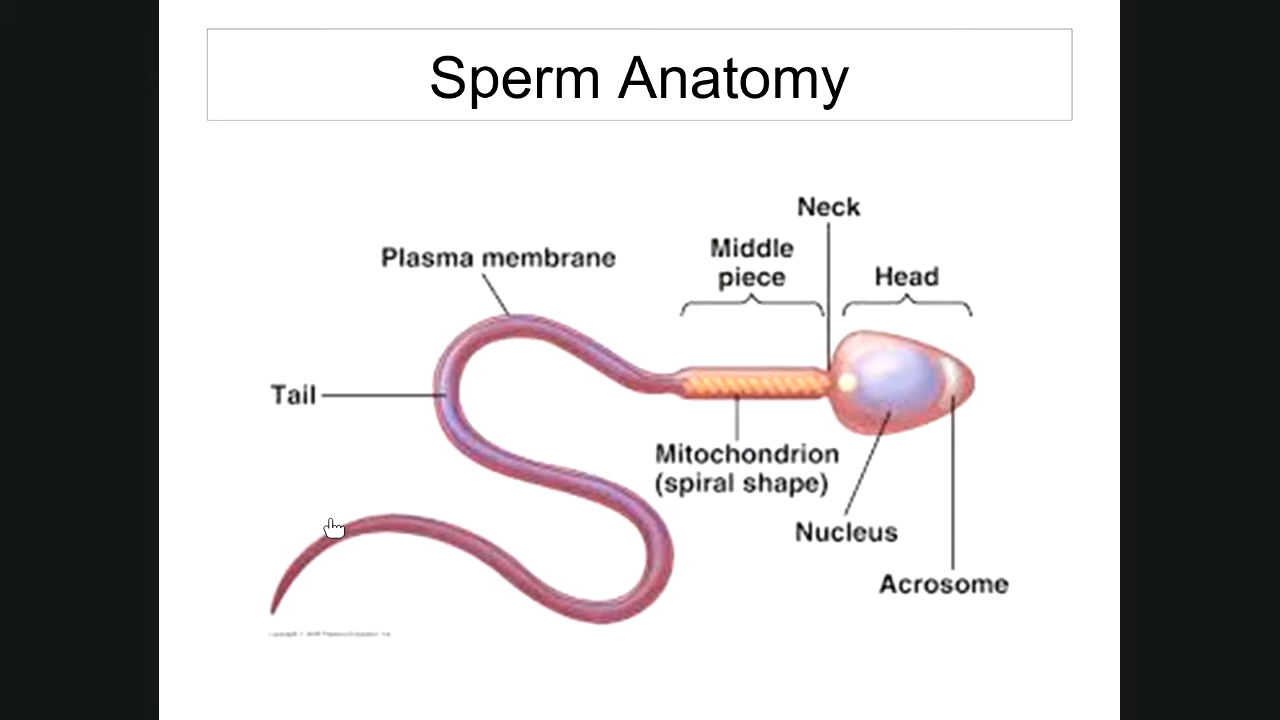 Sperm Anatomy
Neck
Middle
piece
Head
Plasma membrane
Tail
Mitochondrion
(spiral shape)
Nucleus
Acrosome